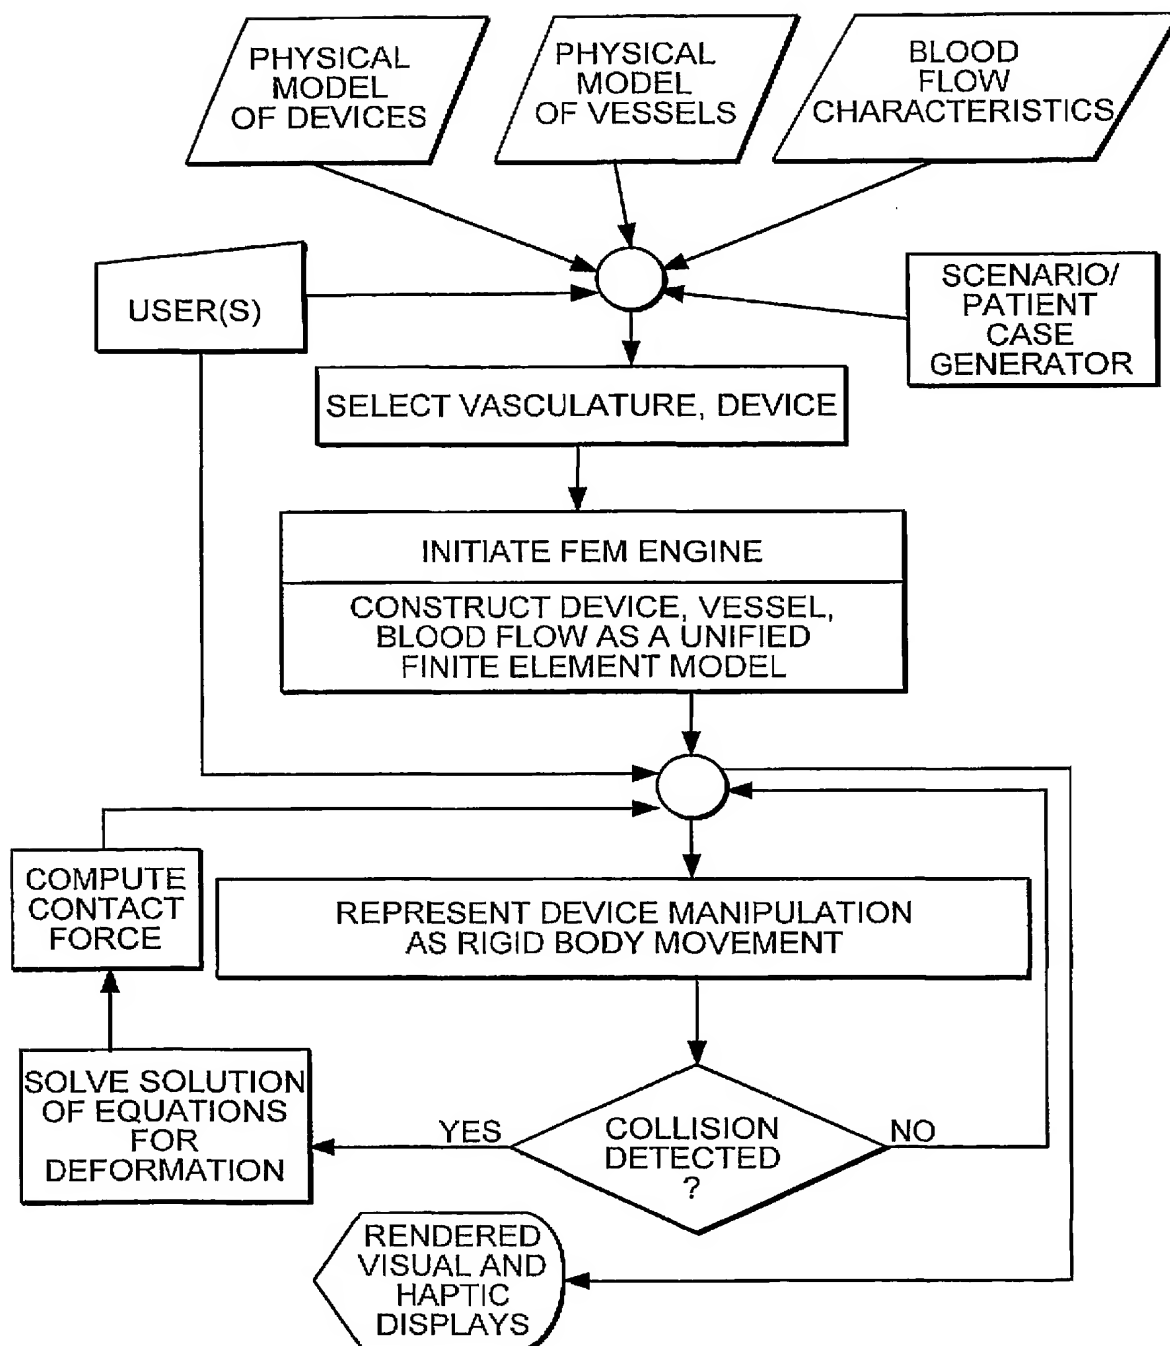 PHYSICAL
MODEL
OF DEVICES
PHYSICAL
MODEL
OF VESSELS
BLOOD
FLOW
CHARACTERISTICS
USER(S)
SCENARIO/
PATIENT
CASE
GENERATOR
SELECT VASCULATURE, DEVICE
INITIATE FEM ENGINE
CONSTRUCT DEVICE, VESSEL,
BLOOD FLOW AS A UNIFIED
FINITE ELEMENT MODEL
COMPUTE
CONTACT
FORCE
REPRESENT DEVICE MANIPULATION
AS RIGID BODY MOVEMENT
SOLVE SOLUTION
OF EQUATIONS
FOR
DEFORMATION
YES
COLLISION
DETECTED
?
NO
RENDERED
VISUAL AND
HAPTIC
DISPLAYS